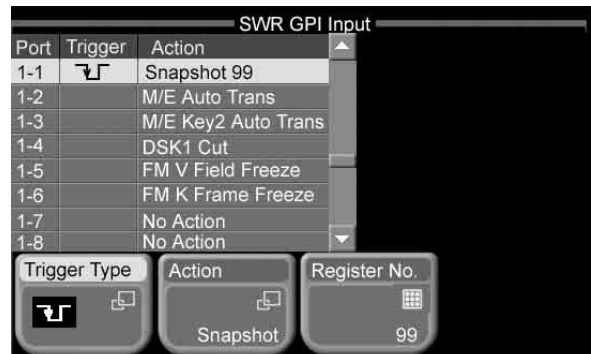 SWR GPI Input
Port Trigger Action
1-1 Snapshot 99
1-2 M/E Auto Trans
1-3 M/E Key2 Auto Trans
1-4 DSK1 Cut
1-5 FM V Field Freeze
1-6 FM K Frame Freeze
1-7 No Action
1-8 No Action
Trigger Type Action Register No.
Snapshot 99